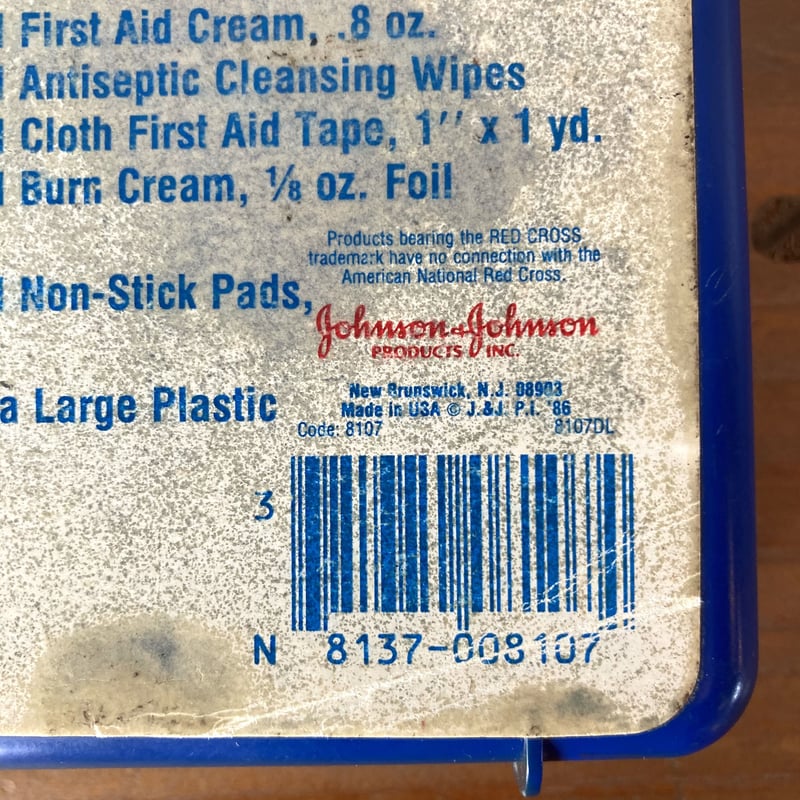 First Aid Cream, .8 oz.
Antiseptic Cleansing Wipes
Cloth First Aid Tape, 1″ x 1 yd.
Burn Cream, ⅛ oz. Foil
Products bearing the RED CROSS
trademark have no connection with the
American National Red Cross.
Non-Stick Pads,
Johnson & Johnson
PRODUCTS INC.
a Large Plastic
New Brunswick, N.J. 08903
Made in USA © J.&J. P.I. '86
Code: 8107 8107DL
3
N 8137-008107